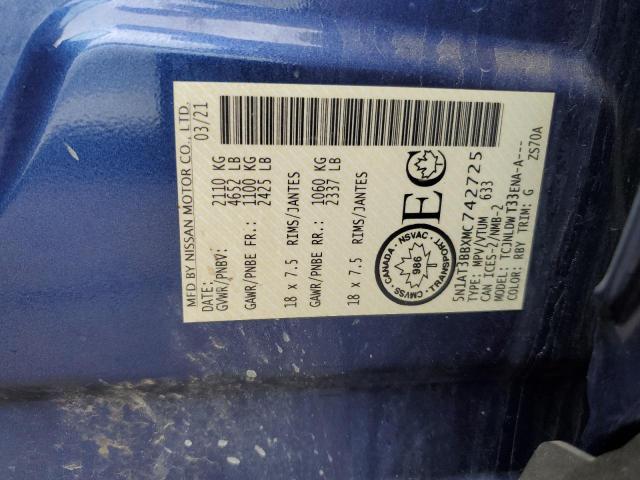 MFD BY NISSAN MOTOR CO., LTD.
DATE: 03/21
GVWR/PNBV: 2110 KG
4652 LB
GAWR/PNBE FR.: 1100 KG
2425 LB
18 x 7.5 RIMS/JANTES
GAWR/PNBE RR.: 1060 KG
2337 LB
18 x 7.5 RIMS/JANTES
CANADA · NSVAC · TRANSPORT · CMVSS
986
EC
5N1AT3BBXMC742725
TYPE: MPV/VTUM 633
CAN ICES-2/NMB-2
MODEL: TCJNLDWT33ENA-A---
COLOR: RBY TRIM: G ZS70A